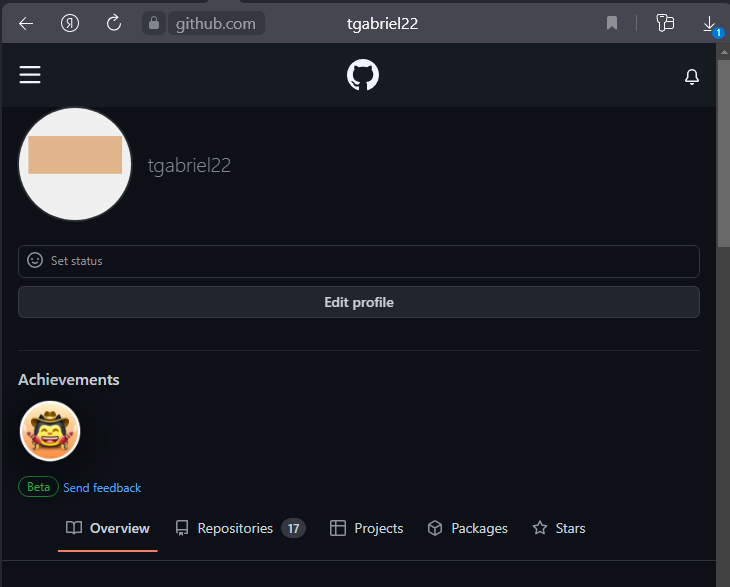 github.com tgabriel22 1
tgabriel22
Set status
Edit profile
Achievements
Beta Send feedback
Overview Repositories 17 Projects Packages Stars